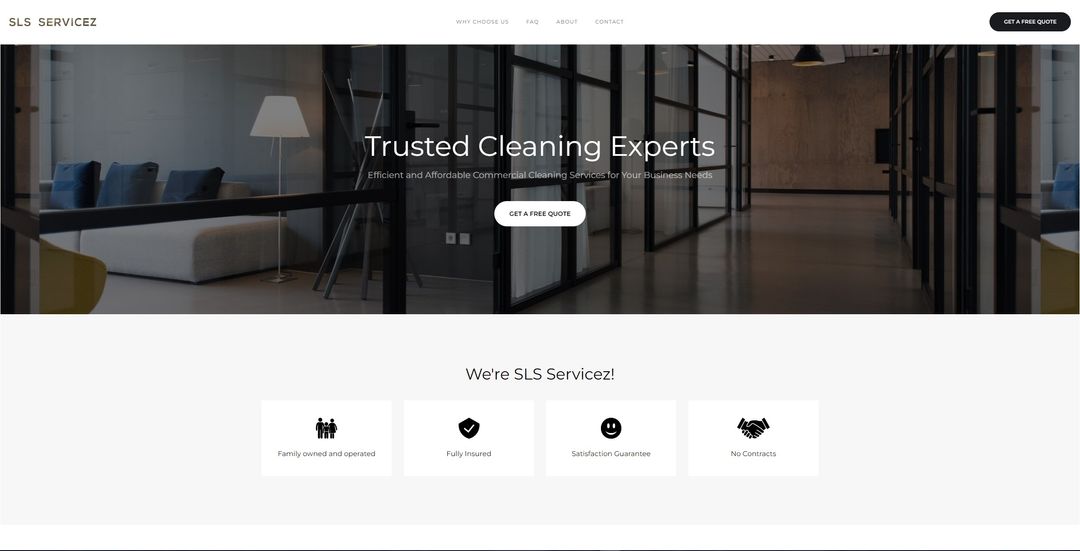 SLS SERVICEZ
WHY CHOOSE US
FAQ
ABOUT
CONTACT
GET A FREE QUOTE
Trusted Cleaning Experts
Efficient and Affordable Commercial Cleaning Services for Your Business Needs
GET A FREE QUOTE
We're SLS Servicez!
Family owned and operated
Fully Insured
Satisfaction Guarantee
No Contracts